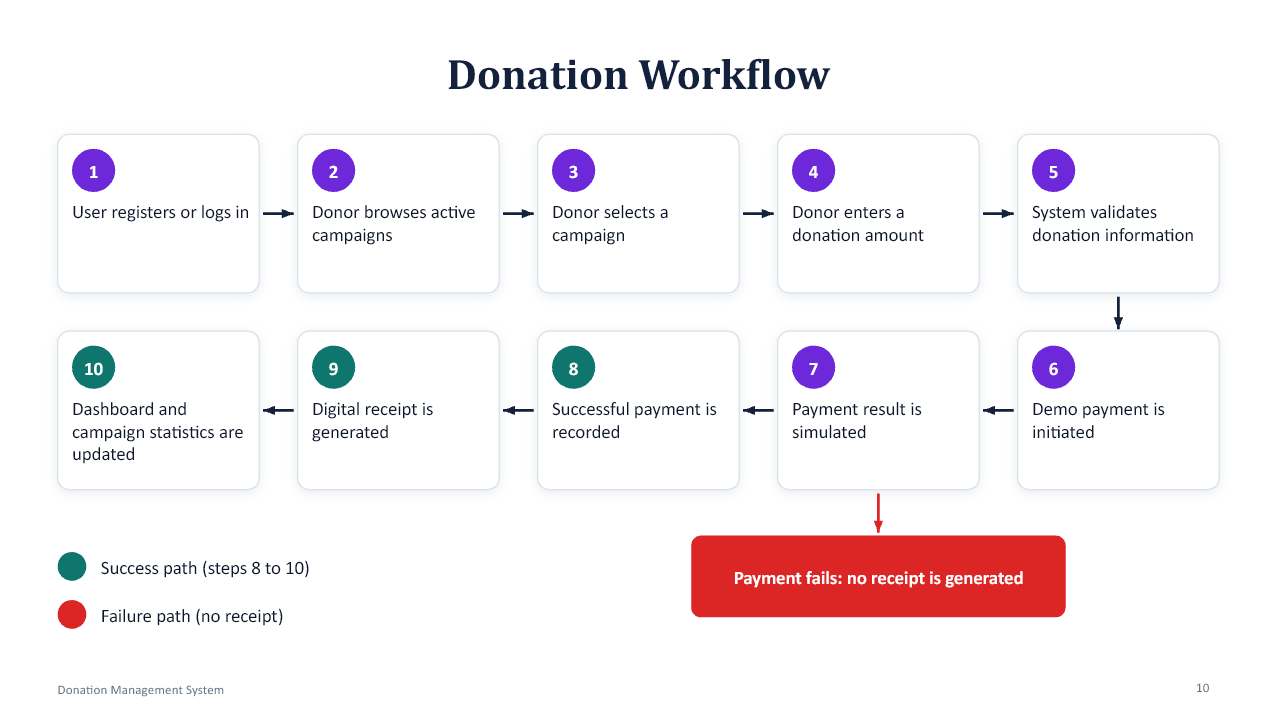 Donation Workflow
1
User registers or logs in
2
Donor browses active
campaigns
3
Donor selects a
campaign
4
Donor enters a
donation amount
5
System validates
donation information
10
Dashboard and
campaign statistics are
updated
9
Digital receipt is
generated
8
Successful payment is
recorded
7
Payment result is
simulated
6
Demo payment is
initiated
Success path (steps 8 to 10)
Failure path (no receipt)
Payment fails: no receipt is generated
Donation Management System
10